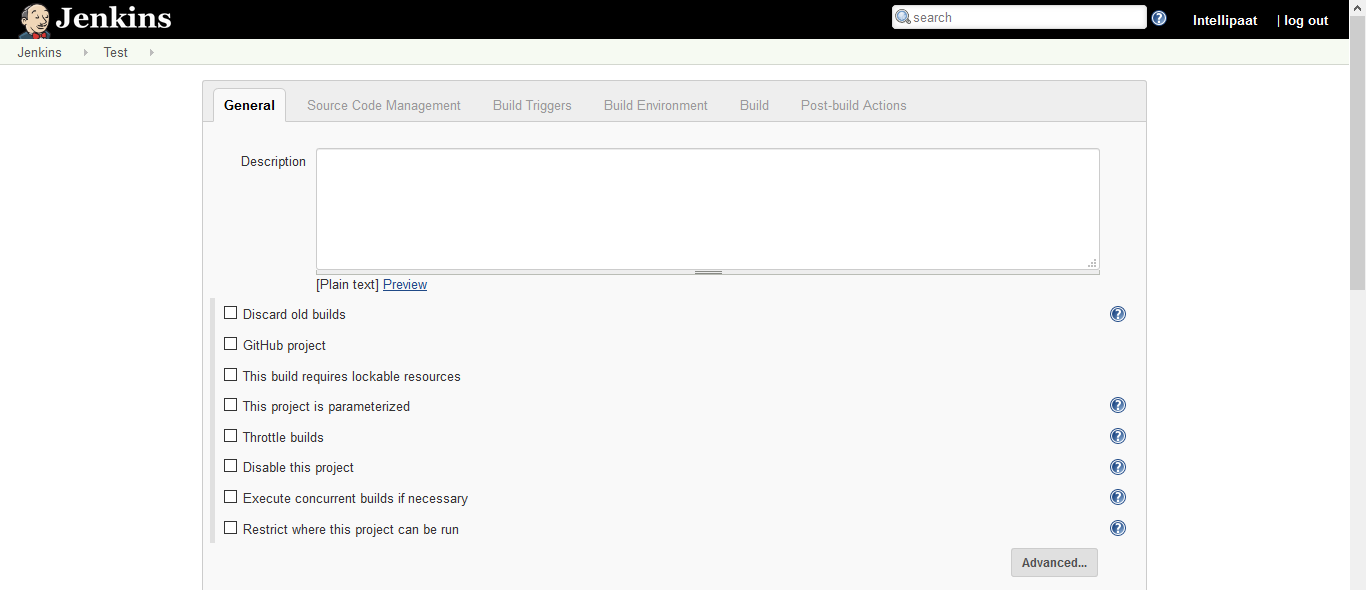 Jenkins
search
? Intellipaat | log out
Jenkins Test
General Source Code Management Build Triggers Build Environment Build Post-build Actions
Description
[Plain text] Preview
Discard old builds ?
GitHub project
This build requires lockable resources
This project is parameterized ?
Throttle builds ?
Disable this project ?
Execute concurrent builds if necessary ?
Restrict where this project can be run ?
Advanced...